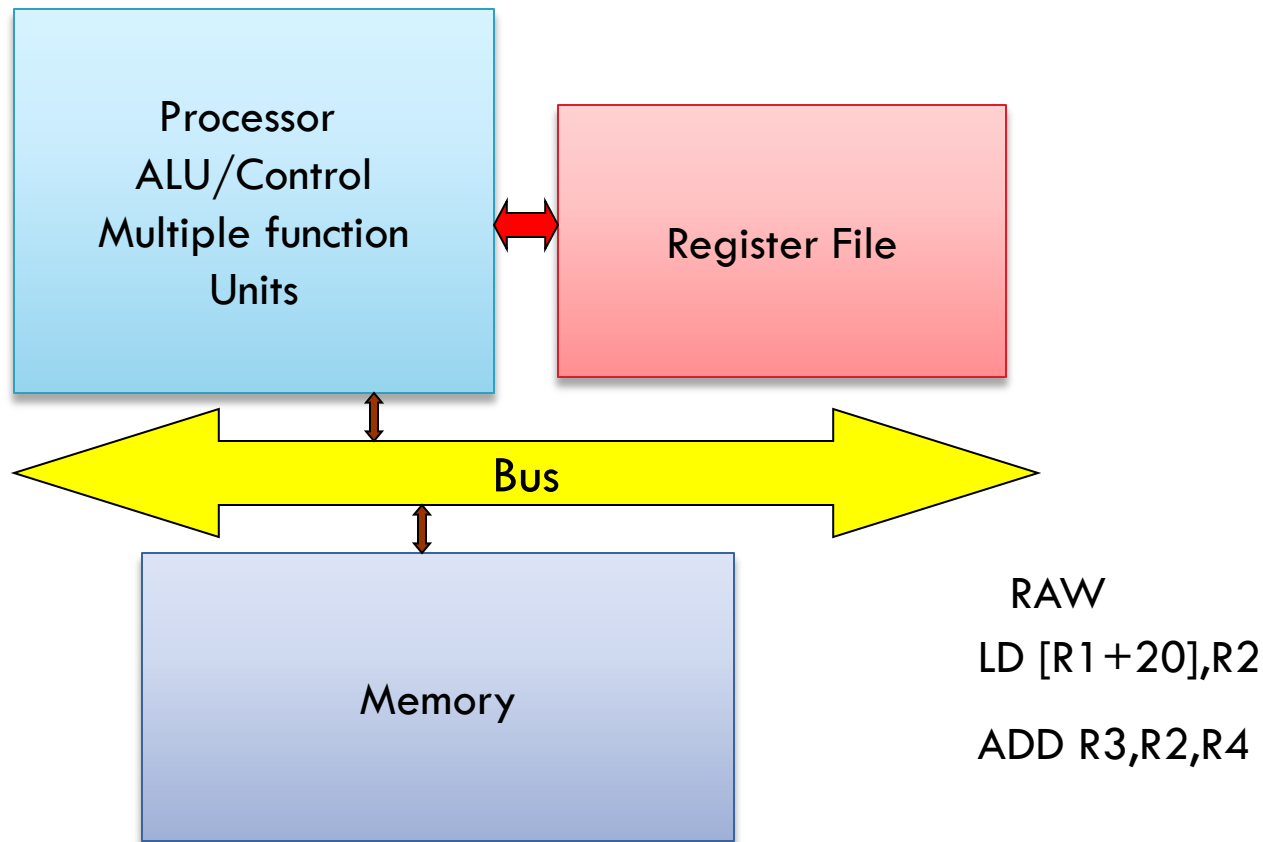 Processor
ALU/Control
Multiple function
Units
Register File
Bus
Memory
RAW
LD [R1+20],R2
ADD R3,R2,R4